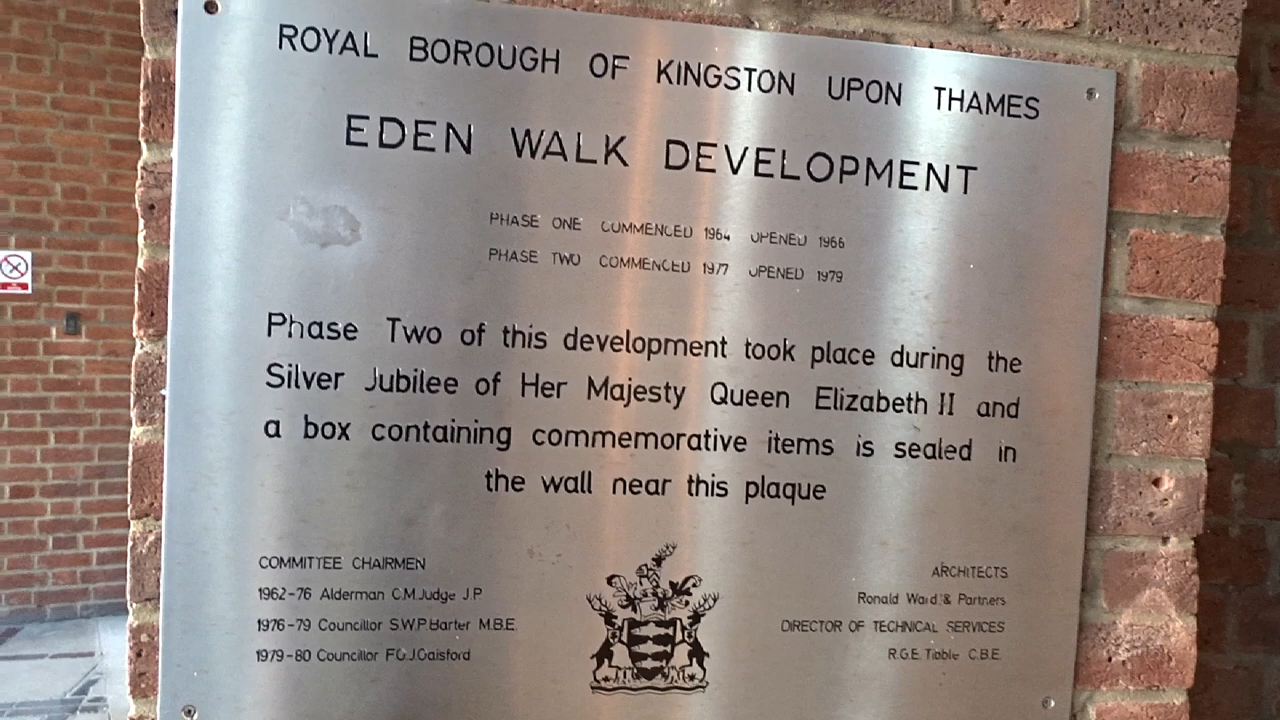 ROYAL BOROUGH OF KINGSTON UPON THAMES
EDEN WALK DEVELOPMENT
PHASE ONE COMMENCED 1964 OPENED 1966
PHASE TWO COMMENCED 1977 OPENED 1979
Phase Two of this development took place during the
Silver Jubilee of Her Majesty Queen Elizabeth II and
a box containing commemorative items is sealed in
the wall near this plaque
COMMITTEE CHAIRMEN
1962-76 Alderman C.M.Judge J.P
1976-79 Councillor S.W.P.Barter M.B.E.
1979-80 Councillor F.G.J.Gaisford
ARCHITECTS
Ronald Ward & Partners
DIRECTOR OF TECHNICAL SERVICES
R.G.E. C.B.E.